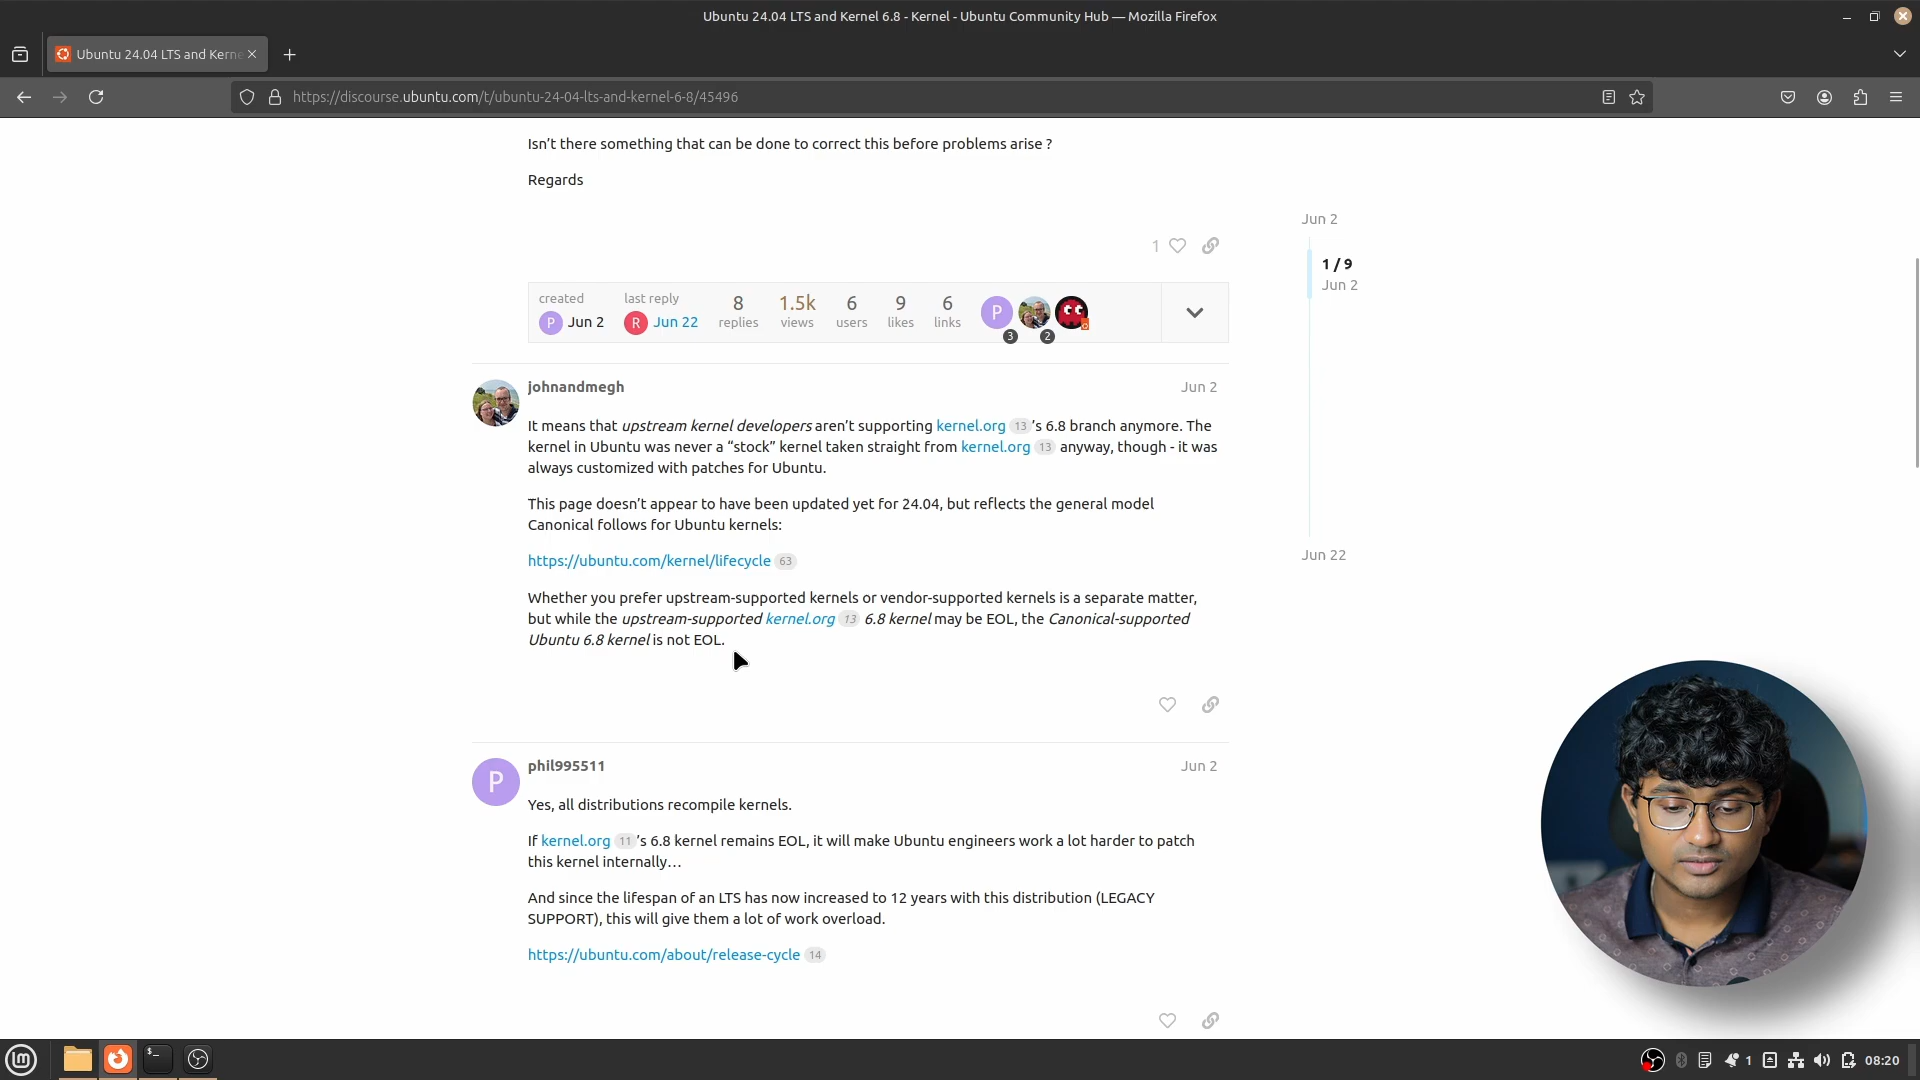 Ubuntu 24.04 LTS and Kernel 6.8 - Kernel - Ubuntu Community Hub — Mozilla Firefox
Ubuntu 24.04 LTS and Kerne
https://discourse.ubuntu.com/t/ubuntu-24-04-lts-and-kernel-6-8/45496
Isn't there something that can be done to correct this before problems arise ?
Regards
1
Jun 2
1 / 9
Jun 2
Jun 22
created
P Jun 2
last reply
R Jun 22
8
replies
1.5k
views
6
users
9
likes
6
links
P
3
2
johnandmegh
Jun 2
It means that upstream kernel developers aren't supporting kernel.org 13 's 6.8 branch anymore. The
kernel in Ubuntu was never a “stock” kernel taken straight from kernel.org 13 anyway, though - it was
always customized with patches for Ubuntu.
This page doesn't appear to have been updated yet for 24.04, but reflects the general model
Canonical follows for Ubuntu kernels:
https://ubuntu.com/kernel/lifecycle 63
Whether you prefer upstream-supported kernels or vendor-supported kernels is a separate matter,
but while the upstream-supported kernel.org 13 6.8 kernel may be EOL, the Canonical-supported
Ubuntu 6.8 kernel is not EOL.
P
phil995511
Jun 2
Yes, all distributions recompile kernels.
If kernel.org 11 's 6.8 kernel remains EOL, it will make Ubuntu engineers work a lot harder to patch
this kernel internally…
And since the lifespan of an LTS has now increased to 12 years with this distribution (LEGACY
SUPPORT), this will give them a lot of work overload.
https://ubuntu.com/about/release-cycle 14
1
08:20